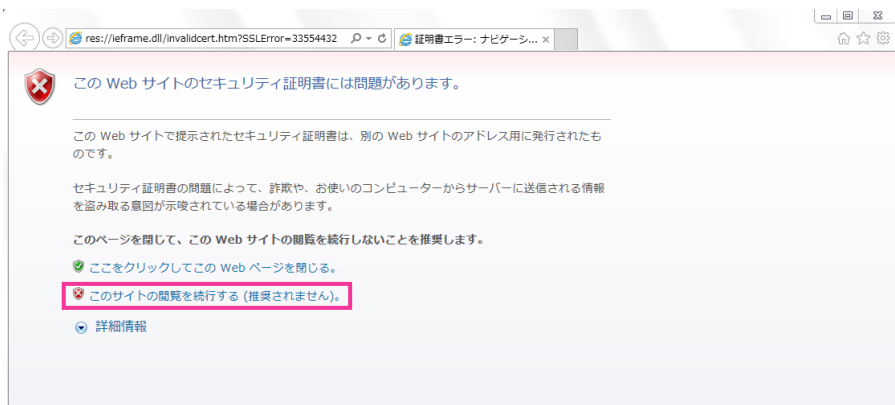 res://ieframe.dll/invalidcert.htm?SSLError=33554432
証明書エラー: ナビゲーシ...
この Web サイトのセキュリティ証明書には問題があります。
この Web サイトで提示されたセキュリティ証明書は、別の Web サイトのアドレス用に発行されたも
のです。
セキュリティ証明書の問題によって、詐欺や、お使いのコンピューターからサーバーに送信される情報
を盗み取る意図が示唆されている場合があります。
このページを閉じて、この Web サイトの閲覧を続行しないことを推奨します。
ここをクリックしてこの Web ページを閉じる。
このサイトの閲覧を続行する (推奨されません)。
詳細情報